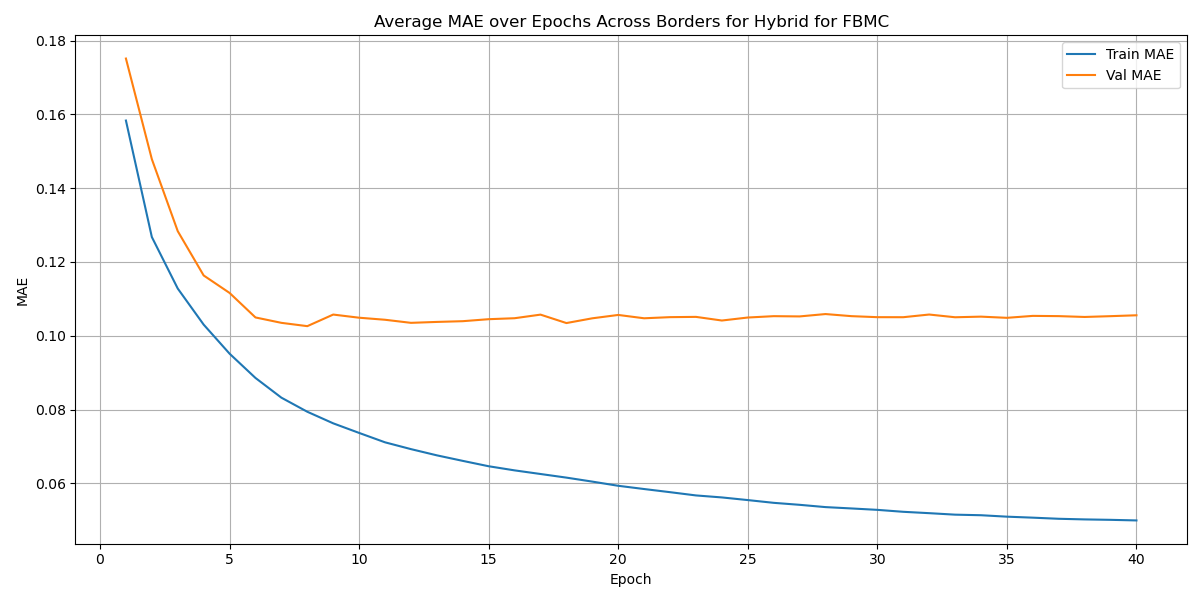 Average MAE over Epochs Across Borders for Hybrid for FBMC
Train MAE
Val MAE
0.18
0.16
0.14
0.12
0.10
0.08
0.06
MAE
0 5 10 15 20 25 30 35 40
Epoch